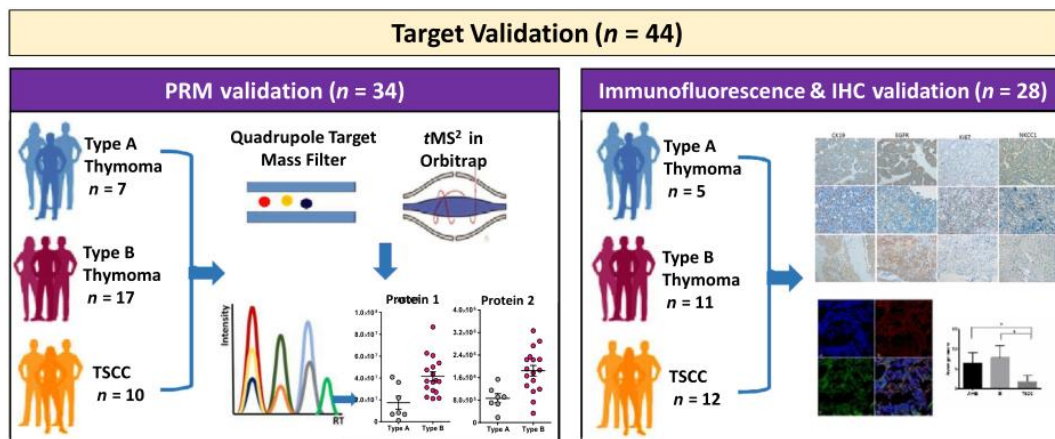 Target Validation (n = 44)
PRM validation (n = 34)
Type A
Thymoma
n = 7
Type B
Thymoma
n = 17
TSCC
n = 10
Quadrupole Target
Mass Filter
tMS² in
Orbitrap
Intensity
RT
Protein 1
Type A Type B
Protein 2
Type A Type B
Immunofluorescence & IHC validation (n = 28)
Type A
Thymoma
n = 5
Type B
Thymoma
n = 11
TSCC
n = 12
CK19 EGFR Ki67 NKCC1